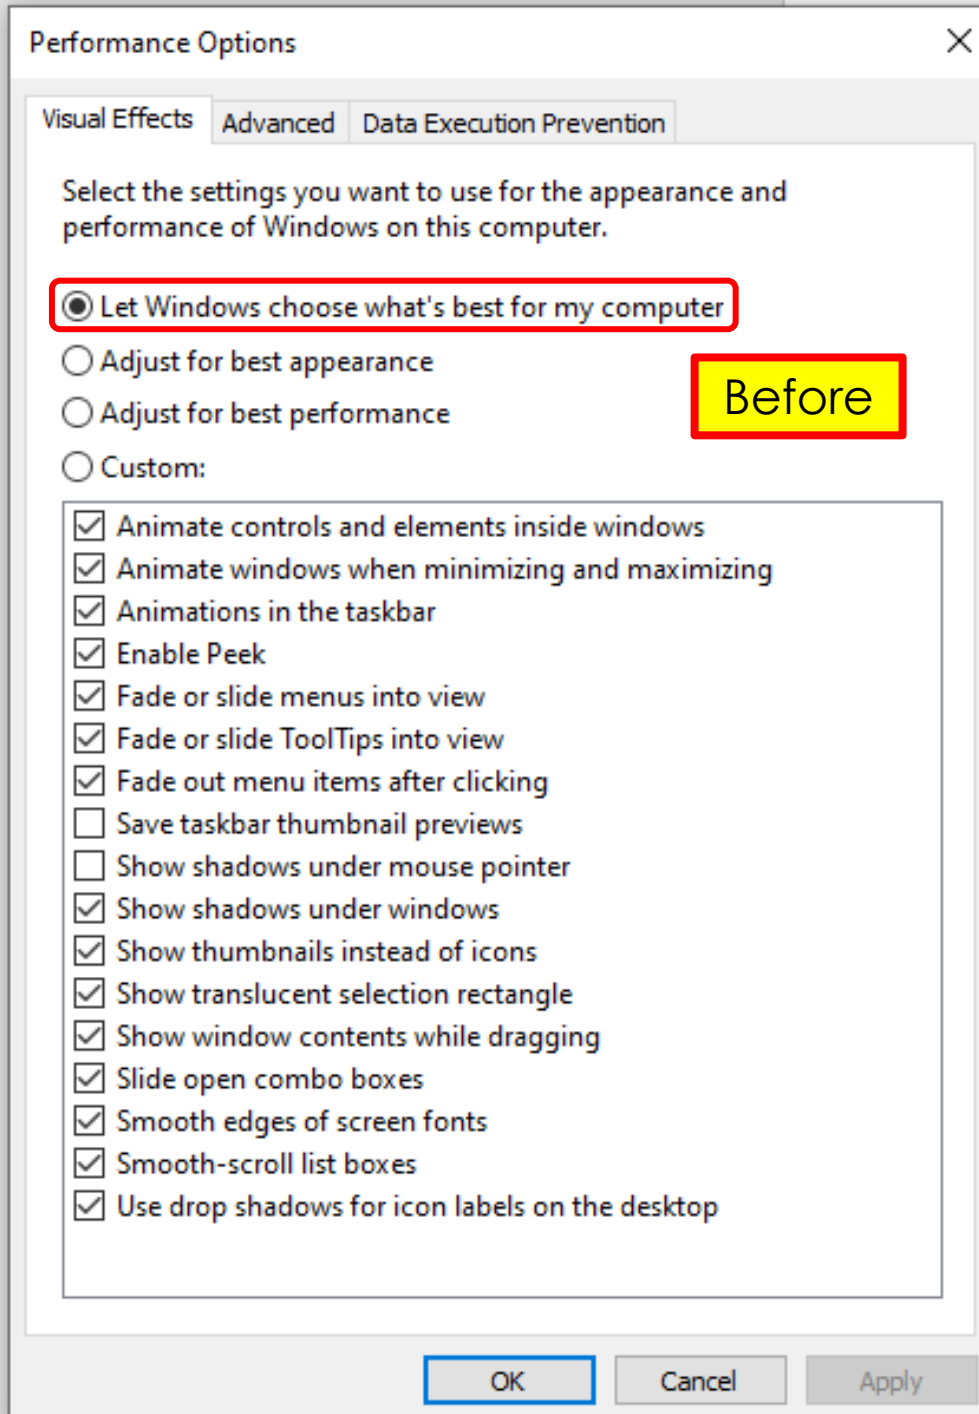 Performance Options
Visual Effects Advanced Data Execution Prevention
Select the settings you want to use for the appearance and
performance of Windows on this computer.
Let Windows choose what's best for my computer
Adjust for best appearance
Before
Adjust for best performance
Custom:
Animate controls and elements inside windows
Animate windows when minimizing and maximizing
Animations in the taskbar
Enable Peek
Fade or slide menus into view
Fade or slide ToolTips into view
Fade out menu items after clicking
Save taskbar thumbnail previews
Show shadows under mouse pointer
Show shadows under windows
Show thumbnails instead of icons
Show translucent selection rectangle
Show window contents while dragging
Slide open combo boxes
Smooth edges of screen fonts
Smooth-scroll list boxes
Use drop shadows for icon labels on the desktop
OK Cancel Apply